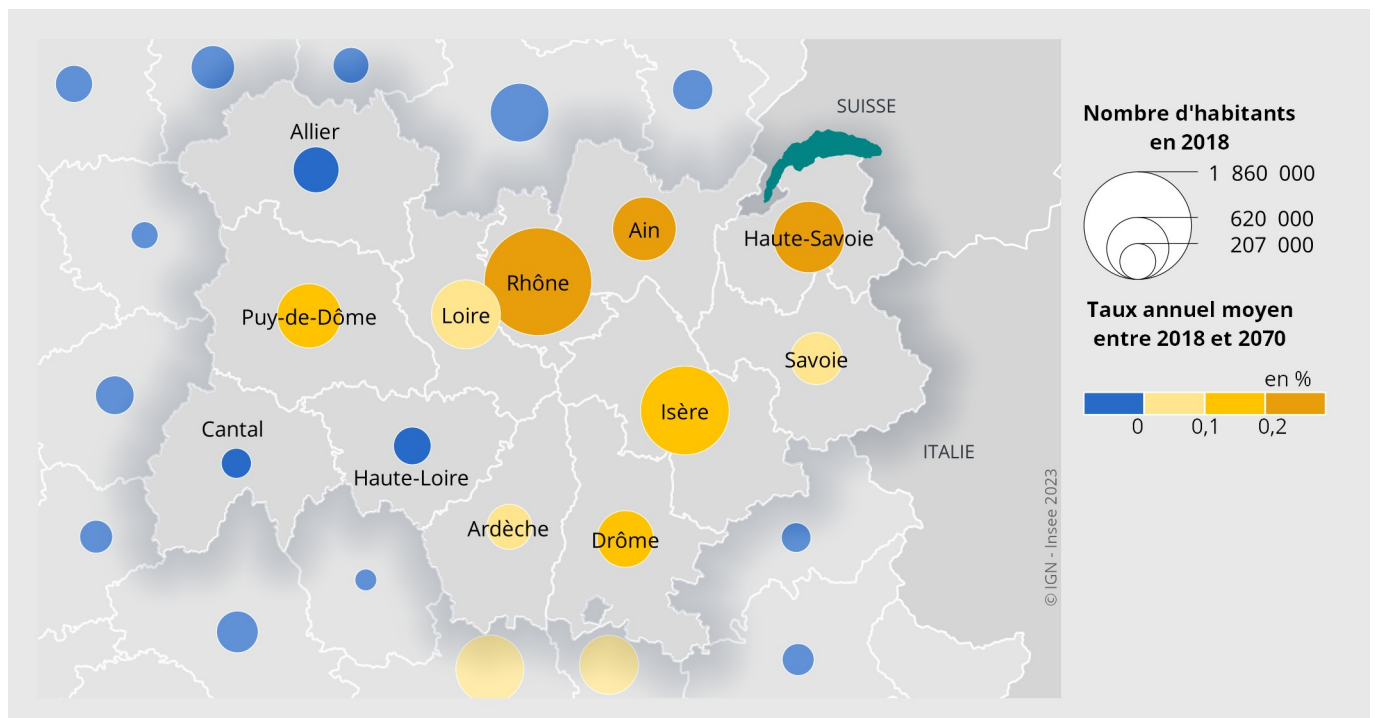 SUISSE
Allier
Ain
Haute-Savoie
Rhône
Puy-de-Dôme
Loire
Savoie
Isère
Cantal
Haute-Loire
ITALIE
Ardèche
Drôme
© IGN - Insee 2023
Nombre d'habitants
en 2018
1 860 000
620 000
207 000
Taux annuel moyen
entre 2018 et 2070
en %
0 0,1 0,2